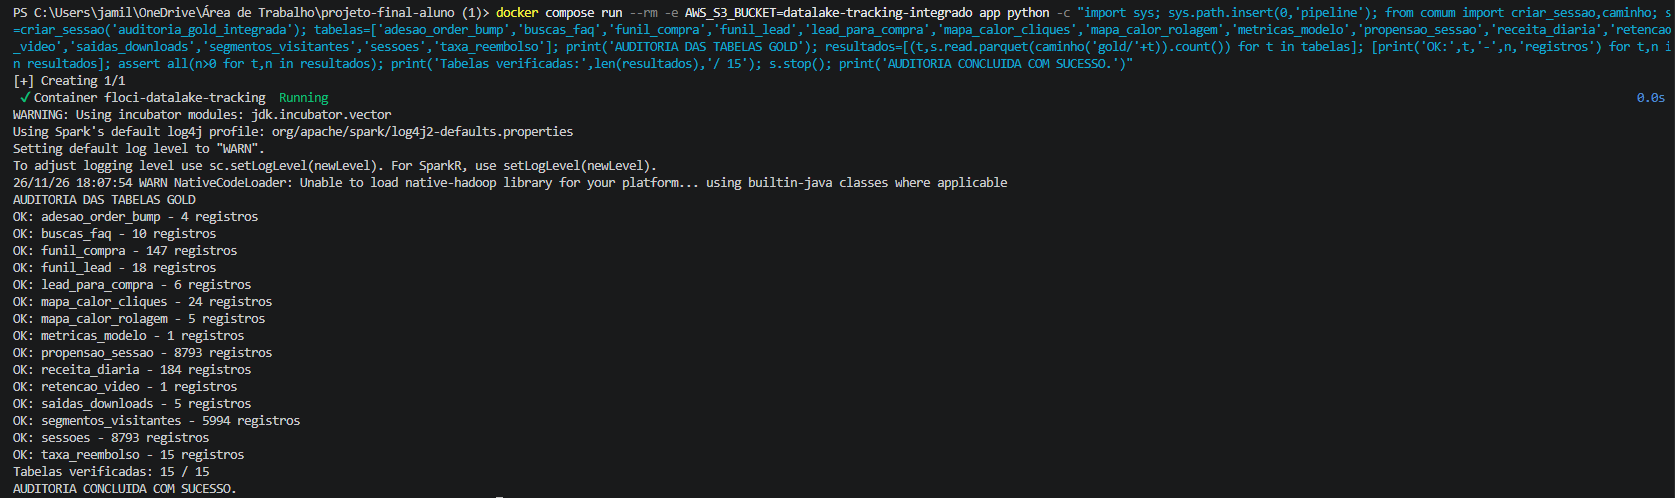 PS C:\Users\jamil\OneDrive\Área de Trabalho\projeto-final-aluno (1)> docker compose run --rm -e AWS_S3_BUCKET=datalake-tracking-integrado app python -c "import sys; sys.path.insert(0,'pipeline'); from comum import criar_sessao,caminho; s
=criar_sessao('auditoria_gold_integrada'); tabelas=['adesao_order_bump','buscas_faq','funil_compra','funil_lead','lead_para_compra','mapa_calor_cliques','mapa_calor_rolagem','metricas_modelo','propensao_sessao','receita_diaria','retencao
_video','saidas_downloads','segmentos_visitantes','sessoes','taxa_reembolso']; print('AUDITORIA DAS TABELAS GOLD'); resultados=[(t,s.read.parquet(caminho('gold/'+t)).count()) for t in tabelas]; [print('OK:',t,'-',n,'registros') for t,n i
n resultados]; assert all(n>0 for t,n in resultados); print('Tabelas verificadas:',len(resultados),'/ 15'); s.stop(); print('AUDITORIA CONCLUIDA COM SUCESSO.')"
[+] Creating 1/1
✓ Container floci-datalake-tracking Running 0.0s
WARNING: Using incubator modules: jdk.incubator.vector
Using Spark's default log4j profile: org/apache/spark/log4j2-defaults.properties
Setting default log level to "WARN".
To adjust logging level use sc.setLogLevel(newLevel). For SparkR, use setLogLevel(newLevel).
26/11/26 18:07:54 WARN NativeCodeLoader: Unable to load native-hadoop library for your platform... using builtin-java classes where applicable
AUDITORIA DAS TABELAS GOLD
OK: adesao_order_bump - 4 registros
OK: buscas_faq - 10 registros
OK: funil_compra - 147 registros
OK: funil_lead - 18 registros
OK: lead_para_compra - 6 registros
OK: mapa_calor_cliques - 24 registros
OK: mapa_calor_rolagem - 5 registros
OK: metricas_modelo - 1 registros
OK: propensao_sessao - 8793 registros
OK: receita_diaria - 184 registros
OK: retencao_video - 1 registros
OK: saidas_downloads - 5 registros
OK: segmentos_visitantes - 5994 registros
OK: sessoes - 8793 registros
OK: taxa_reembolso - 15 registros
Tabelas verificadas: 15 / 15
AUDITORIA CONCLUIDA COM SUCESSO.